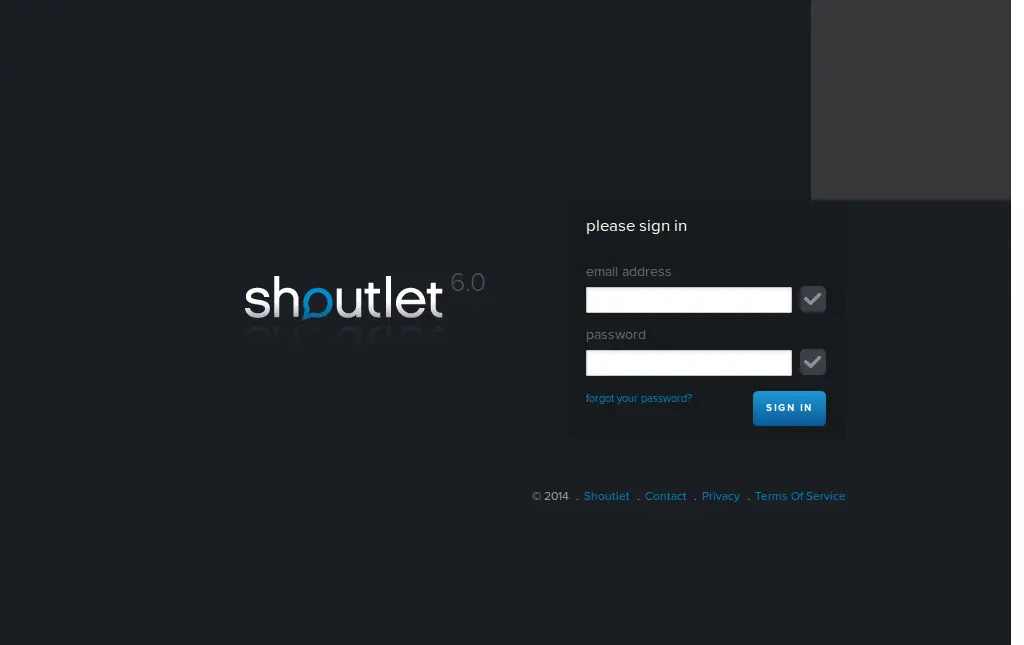 please sign in
email address
shoutlet 6.0
password
forgot your password?
SIGN IN
© 2014 . Shoutlet . Contact . Privacy . Terms Of Service